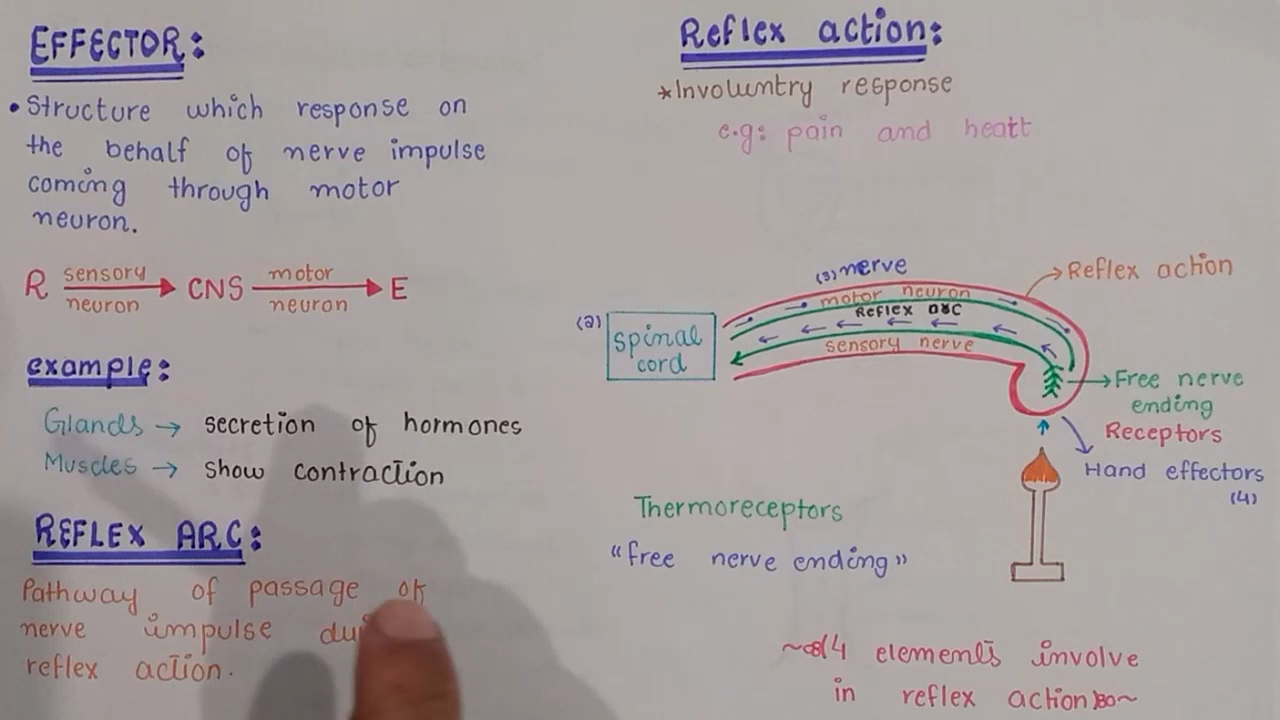 EFFECTOR:
• Structure which response on
the behalf of nerve impulse
coming through motor
neuron.
R sensory neuron → CNS motor neuron → E
example:
Glands → secretion of hormones
Muscles → show contraction
REFLEX ARC:
Pathway of passage of
nerve impulse
reflex action.
Reflex action:
*Involuntry response
e.g: pain and heatt
(3) nerve
Reflex action
motor neuron
Reflex arc
(2)
spinal
cord
sensory nerve
Free nerve
ending
Receptors
Hand effectors
(4)
Thermoreceptors
"free nerve ending"
4 elements involve
in reflex action